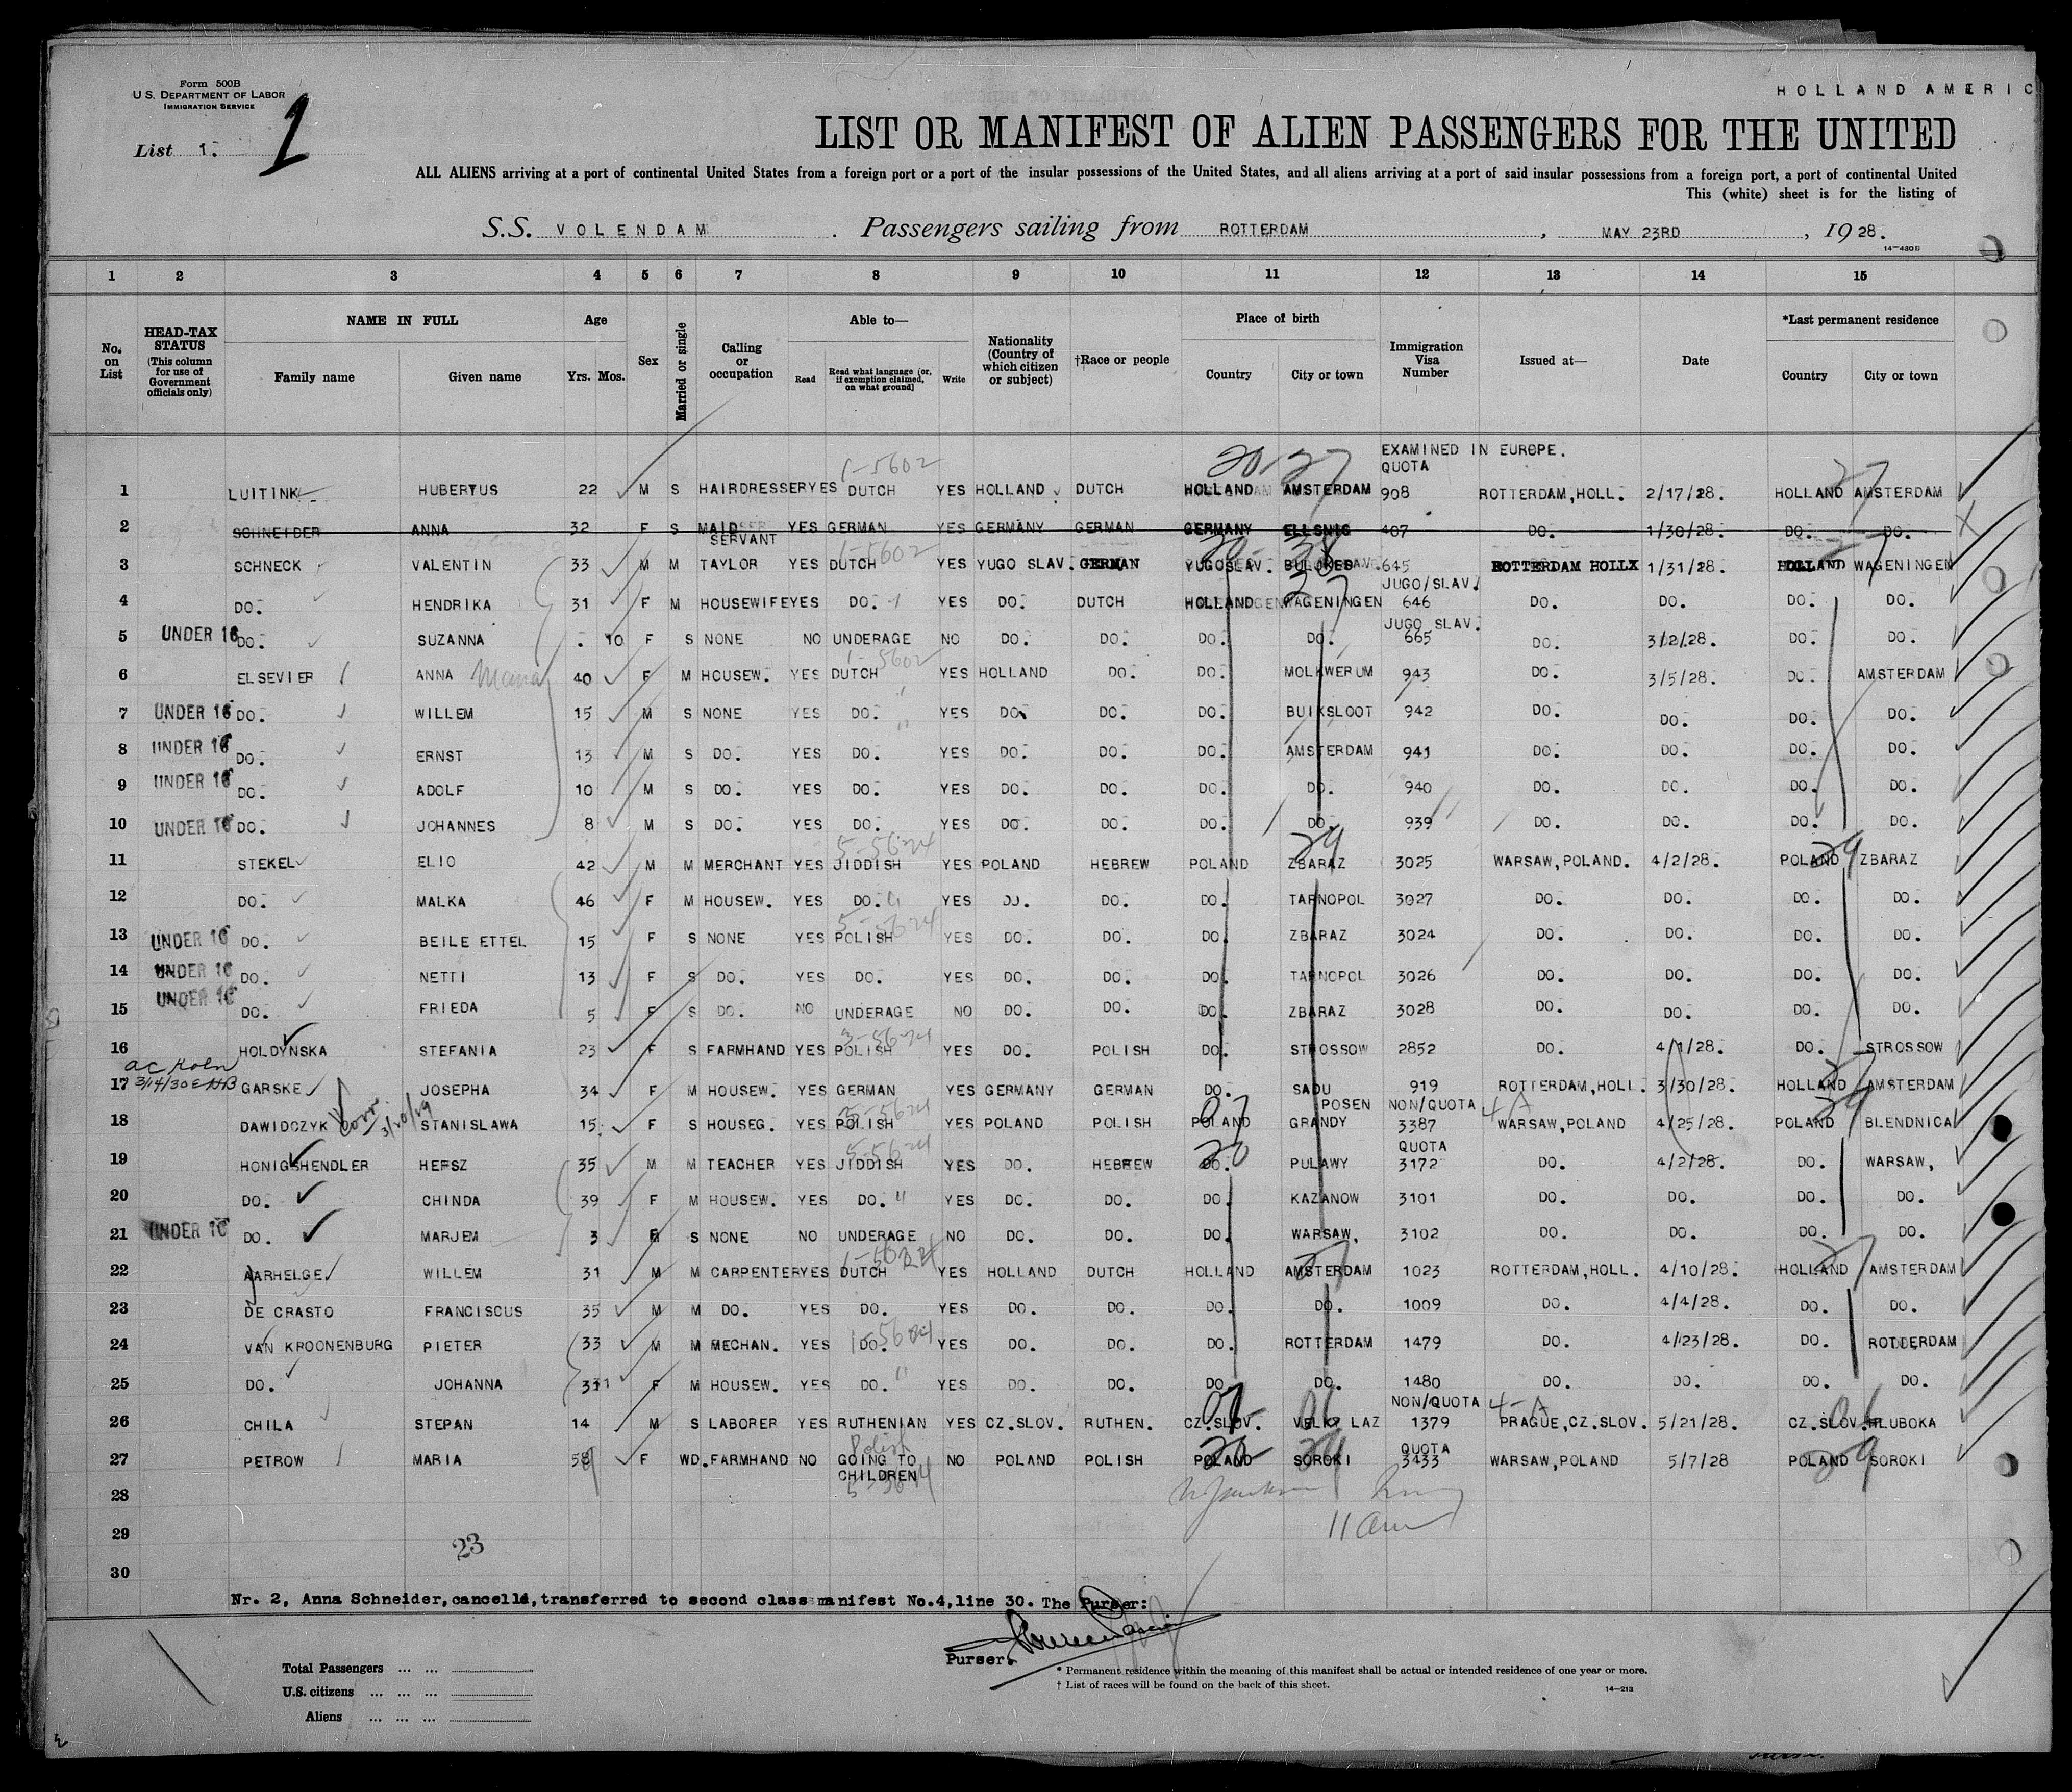 Form 500B
U. S. DEPARTMENT OF LABOR
IMMIGRATION SERVICE
HOLLAND AMERIC
List 1. 1
LIST OR MANIFEST OF ALIEN PASSENGERS FOR THE UNITED
ALL ALIENS arriving at a port of continental United States from a foreign port or a port of the insular possessions of the United States, and all aliens arriving at a port of said insular possessions from a foreign port, a port of continental United
This (white) sheet is for the listing of
S.S. VOLENDAM. Passengers sailing from ROTTERDAM, MAY 23RD, 1928.
14—430B
1 2 3 4 5 6 7 8 9 10 11 12 13 14 15
No. on List
HEAD-TAX STATUS (This column for use of Government officials only)
NAME IN FULL Family name Given name
Age Yrs. Mos.
Sex
Married or single
Calling or occupation
Able to— Read Read what language [or, if exemption claimed, on what ground] Write
Nationality (Country of which citizen or subject)
†Race or people
Place of birth Country City or town
Immigration Visa Number
Issued at—
Date
*Last permanent residence Country City or town
EXAMINED IN EUROPE.
20-27 QUOTA 27
1-5602
1 LUITINK HUBERTUS 22 M S HAIRDRESSER YES DUTCH YES HOLLAND DUTCH HOLLAND AMSTERDAM 908 ROTTERDAM, HOLL. 2/17/28. HOLLAND AMSTERDAM
2 SCHNEIDER ANNA 32 F S MAID SERVANT YES GERMAN YES GERMANY GERMAN GERMANY ELLSNIG 407 DO. 1/30/28. DO. DO.
1-5602
3 SCHNECK VALENTIN 33 M M TAYLOR YES DUTCH YES YUGO SLAV. GERMAN YUGOSLAV. 645 ROTTERDAM HOLLX 1/31/28. HOLLAND WAGENINGEN
JUGO/SLAV.
4 DO. HENDRIKA 31 F M HOUSEWIFE YES DO. YES DO. DUTCH HOLLAND WAGENINGEN 646 DO. DO. DO. DO.
JUGO SLAV.
5 UNDER 16 DO. SUZANNA . 10 F S NONE NO UNDERAGE NO DO. DO. DO. DO. 665 DO. 3/2/28. DO. DO.
1-5602
6 ELSEVIER ANNA Maria 40 F M HOUSEW. YES DUTCH YES HOLLAND DO. DO. MOLKWERUM 943 DO. 3/5/28. DO. AMSTERDAM
7 UNDER 16 DO. WILLEM 15 M S NONE YES DO. YES DO. DO. DO. BUIKSLOOT 942 DO. DO. DO. DO.
8 UNDER 16 DO. ERNST 13 M S DO. YES DO. YES DO. DO. DO. AMSTERDAM 941 DO. DO. DO. DO.
9 UNDER 16 DO. ADOLF 10 M S DO. YES DO. YES DO. DO. DO. DO. 940 DO. DO. DO. DO.
10 UNDER 16 DO. JOHANNES 8 M S DO. YES DO. YES DO. DO. DO. DO. 939 DO. DO. DO. DO.
5-5624
11 STEKEL ELIO 42 M M MERCHANT YES JIDDISH YES POLAND HEBREW POLAND ZBARAZ 3025 WARSAW, POLAND. 4/2/28. POLAND ZBARAZ
12 DO. MALKA 46 F M HOUSEW. YES DO. YES DO. DO. DO. TARNOPOL 3027 DO. DO. DO. DO.
5-5624
13 UNDER 16 DO. BEILE ETTEL 15 F S NONE YES POLISH YES DO. DO. DO. ZBARAZ 3024 DO. DO. DO. DO.
14 UNDER 16 DO. NETTI 13 F S DO. YES DO. YES DO. DO. DO. TARNOPOL 3026 DO. DO. DO. DO.
15 UNDER 16 DO. FRIEDA 5 F S DO. NO UNDERAGE NO DO. DO. DO. ZBARAZ 3028 DO. DO. DO. DO.
16 HOLDYNSKA STEFANIA 23 F S FARMHAND YES POLISH YES DO. POLISH DO. STROSSOW 2852 DO. 4/1/28. DO. STROSSOW
17 GARSKE JOSEPHA 34 F M HOUSEW. YES GERMAN YES GERMANY GERMAN DO. SADU POSEN 919 ROTTERDAM, HOLL. 3/30/28. HOLLAND AMSTERDAM
NON/QUOTA 4-A
18 DAWIDCZYK STANISLAWA 15 F S HOUSEG. YES POLISH YES POLAND POLISH POLAND GRANDY 3387 WARSAW, POLAND 4/25/28. POLAND BLENDNICA
5-5624 QUOTA
19 HONIGSHENDLER HERSZ 35 M M TEACHER YES JIDDISH YES DO. HEBREW DO. PULAWY 3172 DO. 4/2/28. DO. WARSAW,
20 DO. CHINDA 39 F M HOUSEW. YES DO. YES DO. DO. DO. KAZANOW 3101 DO. DO. DO. DO.
21 UNDER 16 DO. MARJEM 3 F S NONE NO UNDERAGE NO DO. DO. DO. WARSAW, 3102 DO. DO. DO. DO.
22 AARHELGE WILLEM 31 M M CARPENTER YES DUTCH YES HOLLAND DUTCH HOLLAND AMSTERDAM 1023 ROTTERDAM, HOLL. 4/10/28. HOLLAND AMSTERDAM
23 DE CRASTO FRANCISCUS 35 M M DO. YES DO. YES DO. DO. DO. DO. 1009 DO. 4/4/28. DO. DO.
24 VAN KROONENBURG PIETER 33 M M MECHAN. YES DO. YES DO. DO. DO. ROTTERDAM 1479 DO. 4/23/28. DO. ROTTERDAM
25 DO. JOHANNA 31 F M HOUSEW. YES DO. YES DO. DO. DO. DO. 1480 DO. DO. DO. DO.
NON/QUOTA 4-A
26 CHILA STEPAN 14 M S LABORER YES RUTHENIAN YES CZ.SLOV. RUTHEN. CZ.SLOV. VELKY LAZ 1379 PRAGUE, CZ.SLOV. 5/21/28. CZ.SLOV. HLUBOKA
Polish QUOTA
27 PETROW MARIA 58 F WD. FARMHAND NO GOING TO CHILDREN NO POLAND POLISH POLAND SOROKI 3433 WARSAW, POLAND 5/7/28 POLAND SOROKI
28
29
23
30
Nr. 2, Anna Schneider, cancelld, transferred to second class manifest No.4, line 30. The Purser:
Purser.
Total Passengers ... ...
U.S. citizens ... ... ...
Aliens ... ... ...
* Permanent residence within the meaning of this manifest shall be actual or intended residence of one year or more.
† List of races will be found on the back of this sheet.
14—213